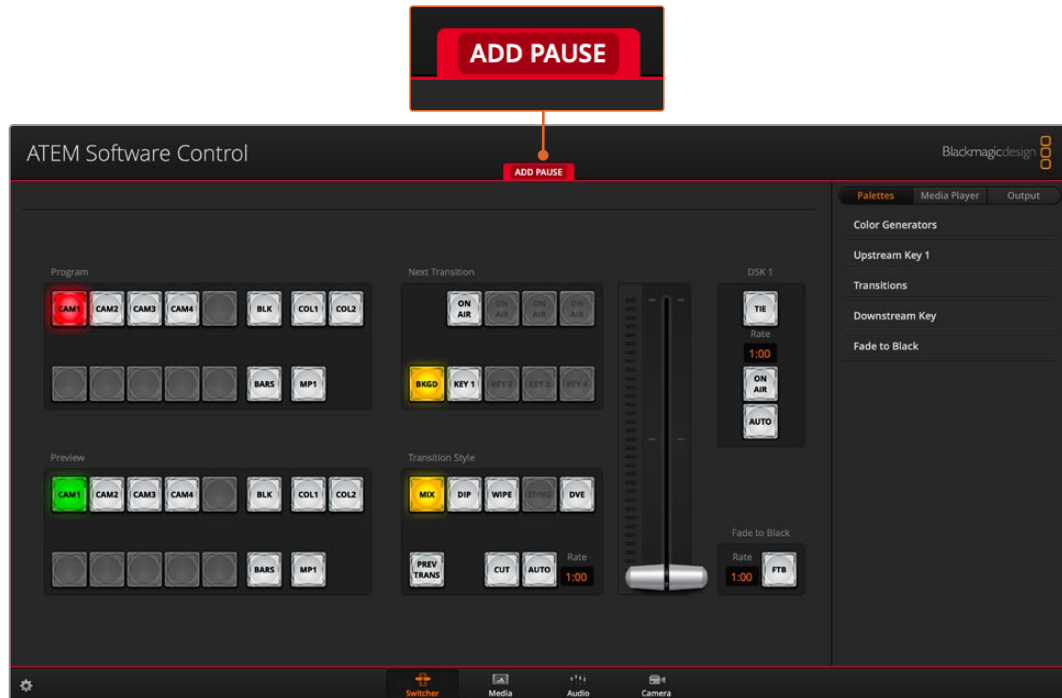 ADD PAUSE
ATEM Software Control
Blackmagicdesign
ADD PAUSE
Palettes Media Player Output
Color Generators
Upstream Key 1
Transitions
Downstream Key
Fade to Black
Program
CAM1 CAM2 CAM3 CAM4 BLK COL1 COL2
BARS MP1
Next Transition
ON AIR ON AIR ON AIR ON AIR
BKGD KEY 1 KEY 2 KEY 3 KEY 4
DSK 1
TIE
Rate
1:00
ON
AIR
AUTO
Preview
CAM1 CAM2 CAM3 CAM4 BLK COL1 COL2
BARS MP1
Transition Style
MIX DIP WIPE STING DVE
PREV TRANS CUT AUTO Rate 1:00
Fade to Black
Rate
1:00 FTB
Switcher Media Audio Camera